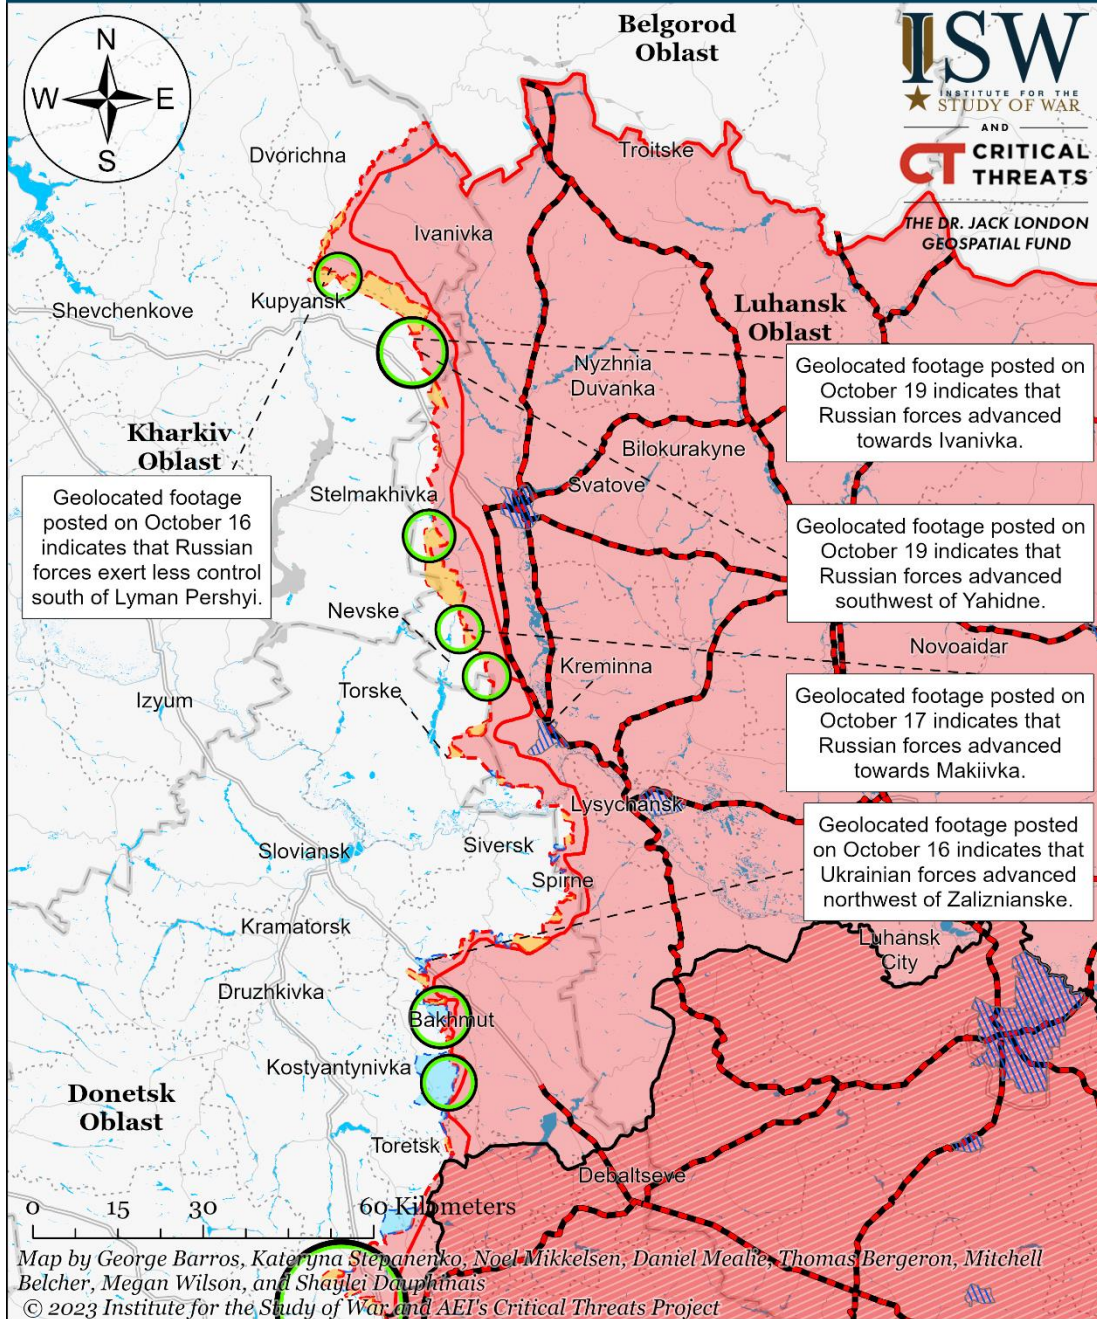 N
W
E
S
Belgorod
Oblast
ISW
INSTITUTE FOR THE
STUDY OF WAR
AND
CT CRITICAL
THREATS
THE DR. JACK LONDON
GEOSPATIAL FUND
Dvorichna
Troitske
Ivanivka
Kupyansk
Shevchenkove
Luhansk
Oblast
Nyzhnia
Duvanka
Geolocated footage posted on
October 19 indicates that
Russian forces advanced
towards Ivanivka.
Kharkiv
Oblast
Bilokurakyne
Geolocated footage
posted on October 16
indicates that Russian
forces exert less control
south of Lyman Pershyi.
Stelmakhivka
Svatove
Geolocated footage posted on
October 19 indicates that
Russian forces advanced
southwest of Yahidne.
Nevske
Novoaidar
Kreminna
Torske
Izyum
Geolocated footage posted on
October 17 indicates that
Russian forces advanced
towards Makiivka.
Lysychansk
Siversk
Sloviansk
Spirne
Geolocated footage posted
on October 16 indicates that
Ukrainian forces advanced
northwest of Zaliznianske.
Kramatorsk
Luhansk
City
Druzhkivka
Bakhmut
Kostyantynivka
Donetsk
Oblast
Toretsk
Debaltseve
0 15 30 60 Kilometers
Map by George Barros, Kateryna Stepanenko, Noel Mikkelsen, Daniel Mealie, Thomas Bergeron, Mitchell
Belcher, Megan Wilson, and Shaylei Dauphinais
© 2023 Institute for the Study of War and AEI's Critical Threats Project